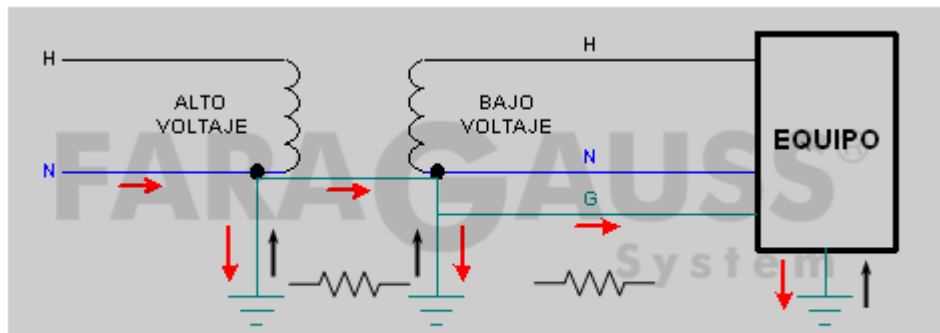 H
H
ALTO
VOLTAJE
BAJO
VOLTAJE
EQUIPO
FARAGAUSS®
System
N
N
G